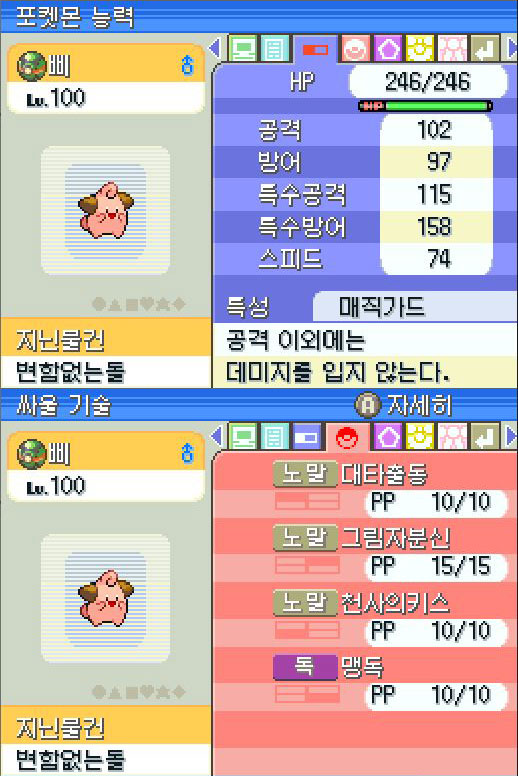 포켓몬 능력
삐 ♂
Lv.100
HP 246/246
HP
공격 102
방어 97
특수공격 115
특수방어 158
스피드 74
특성 매직가드
지닌물건
변함없는돌
공격 이외에는
데미지를 입지 않는다.
싸울 기술
A 자세히
삐 ♂
Lv.100
노말 대타출동
PP 10/10
노말 그림자분신
PP 15/15
노말 천사의키스
PP 10/10
독 맹독
PP 10/10
지닌물건
변함없는돌